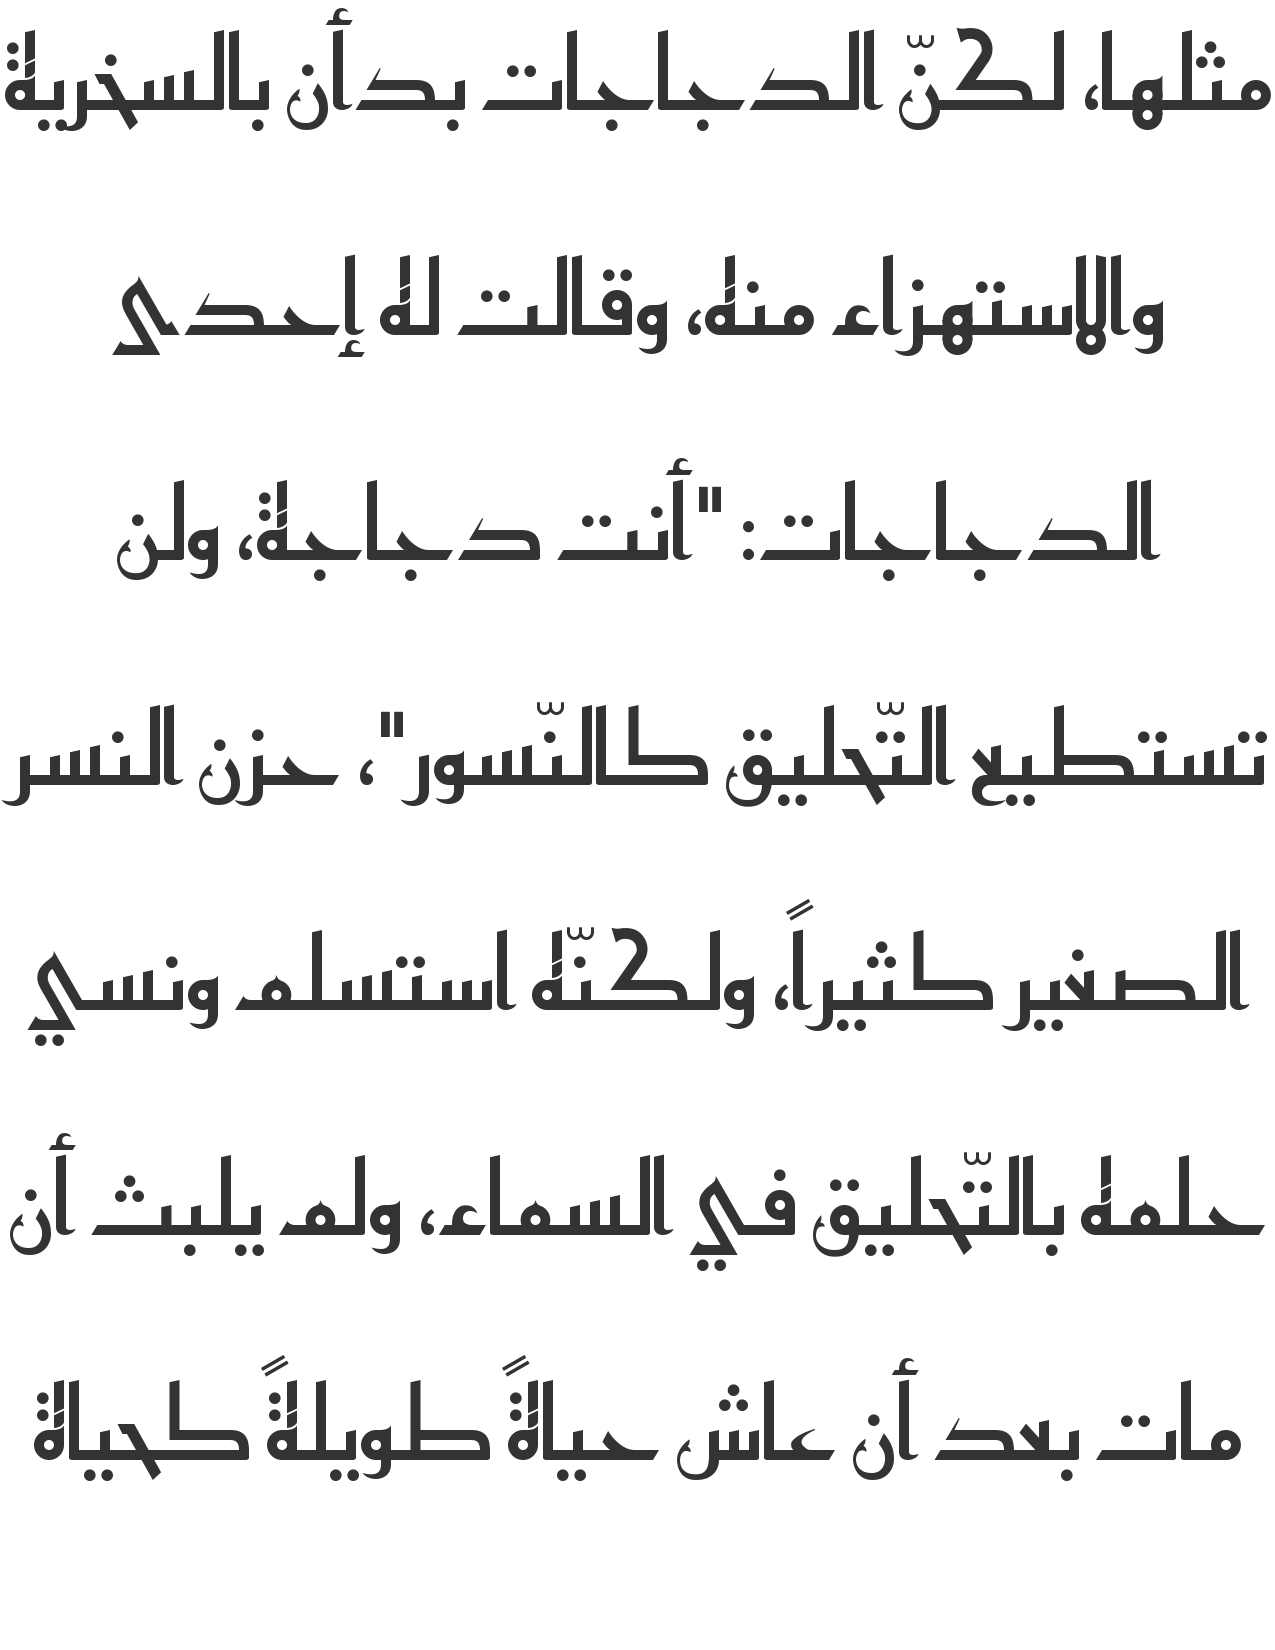 مثلها، لكنّ الدجاجات بدأن بالسخرية
والاستهزاء منه، وقالت له إحدى
الدجاجات: "أنت دجاجة، ولن
تستطيع التّحليق كالنّسور"، حزن النسر
الصغير كثيراً، ولكنّه استسلم ونسي
حلمه بالتّحليق في السماء، ولم يلبث أن
مات بعد أن عاش حياةً طويلةً كحياة